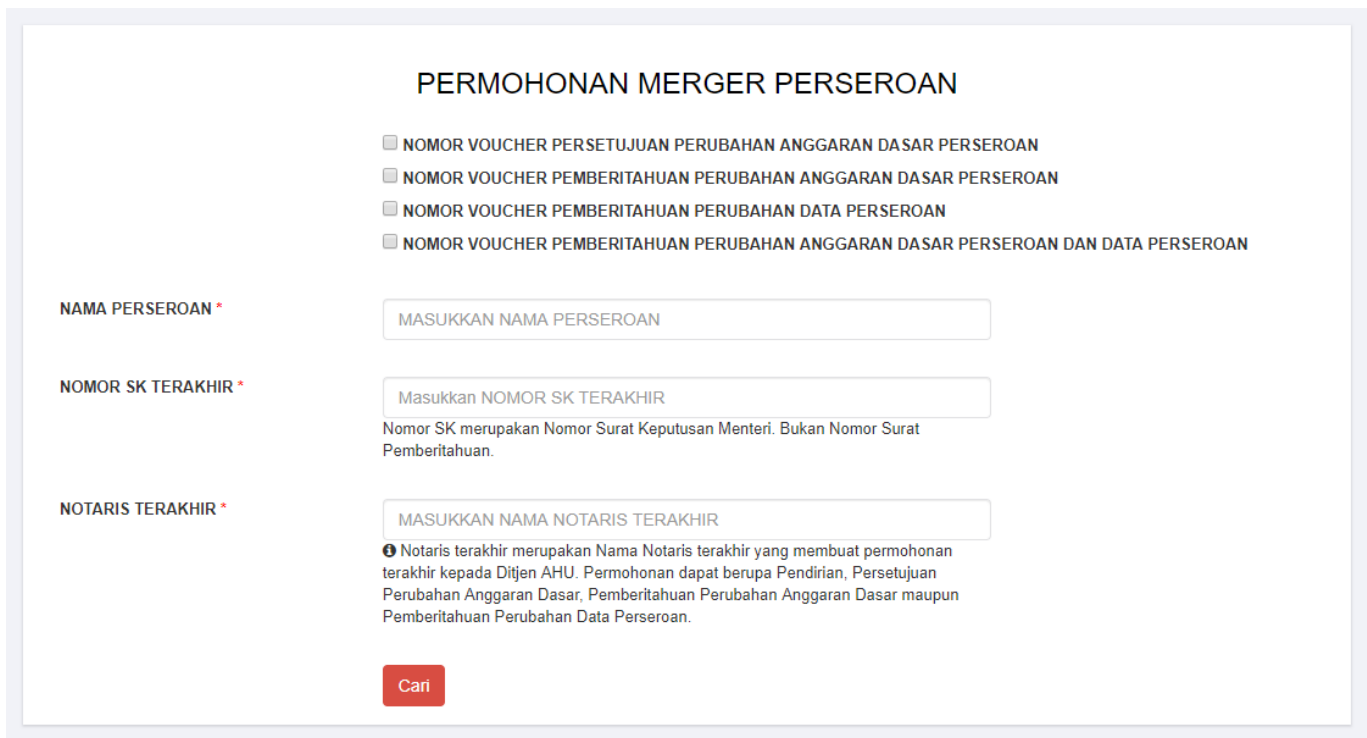 PERMOHONAN MERGER PERSEROAN
NOMOR VOUCHER PERSETUJUAN PERUBAHAN ANGGARAN DASAR PERSEROAN
NOMOR VOUCHER PEMBERITAHUAN PERUBAHAN ANGGARAN DASAR PERSEROAN
NOMOR VOUCHER PEMBERITAHUAN PERUBAHAN DATA PERSEROAN
NOMOR VOUCHER PEMBERITAHUAN PERUBAHAN ANGGARAN DASAR PERSEROAN DAN DATA PERSEROAN
NAMA PERSEROAN *
MASUKKAN NAMA PERSEROAN
NOMOR SK TERAKHIR *
Masukkan NOMOR SK TERAKHIR
Nomor SK merupakan Nomor Surat Keputusan Menteri. Bukan Nomor Surat
Pemberitahuan.
NOTARIS TERAKHIR *
MASUKKAN NAMA NOTARIS TERAKHIR
Notaris terakhir merupakan Nama Notaris terakhir yang membuat permohonan
terakhir kepada Ditjen AHU. Permohonan dapat berupa Pendirian, Persetujuan
Perubahan Anggaran Dasar, Pemberitahuan Perubahan Anggaran Dasar maupun
Pemberitahuan Perubahan Data Perseroan.
Cari